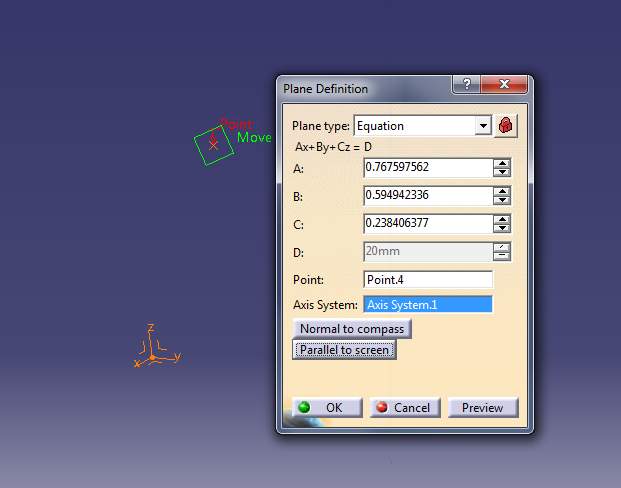 Plane Definition
?
Plane type: Equation
Point
Move
Ax+By+Cz = D
A: 0.767597562
B: 0.594942336
C: 0.238406377
D: 20mm
Point: Point.4
Axis System: Axis System.1
Normal to compass
z
Parallel to screen
x y
OK Cancel Preview